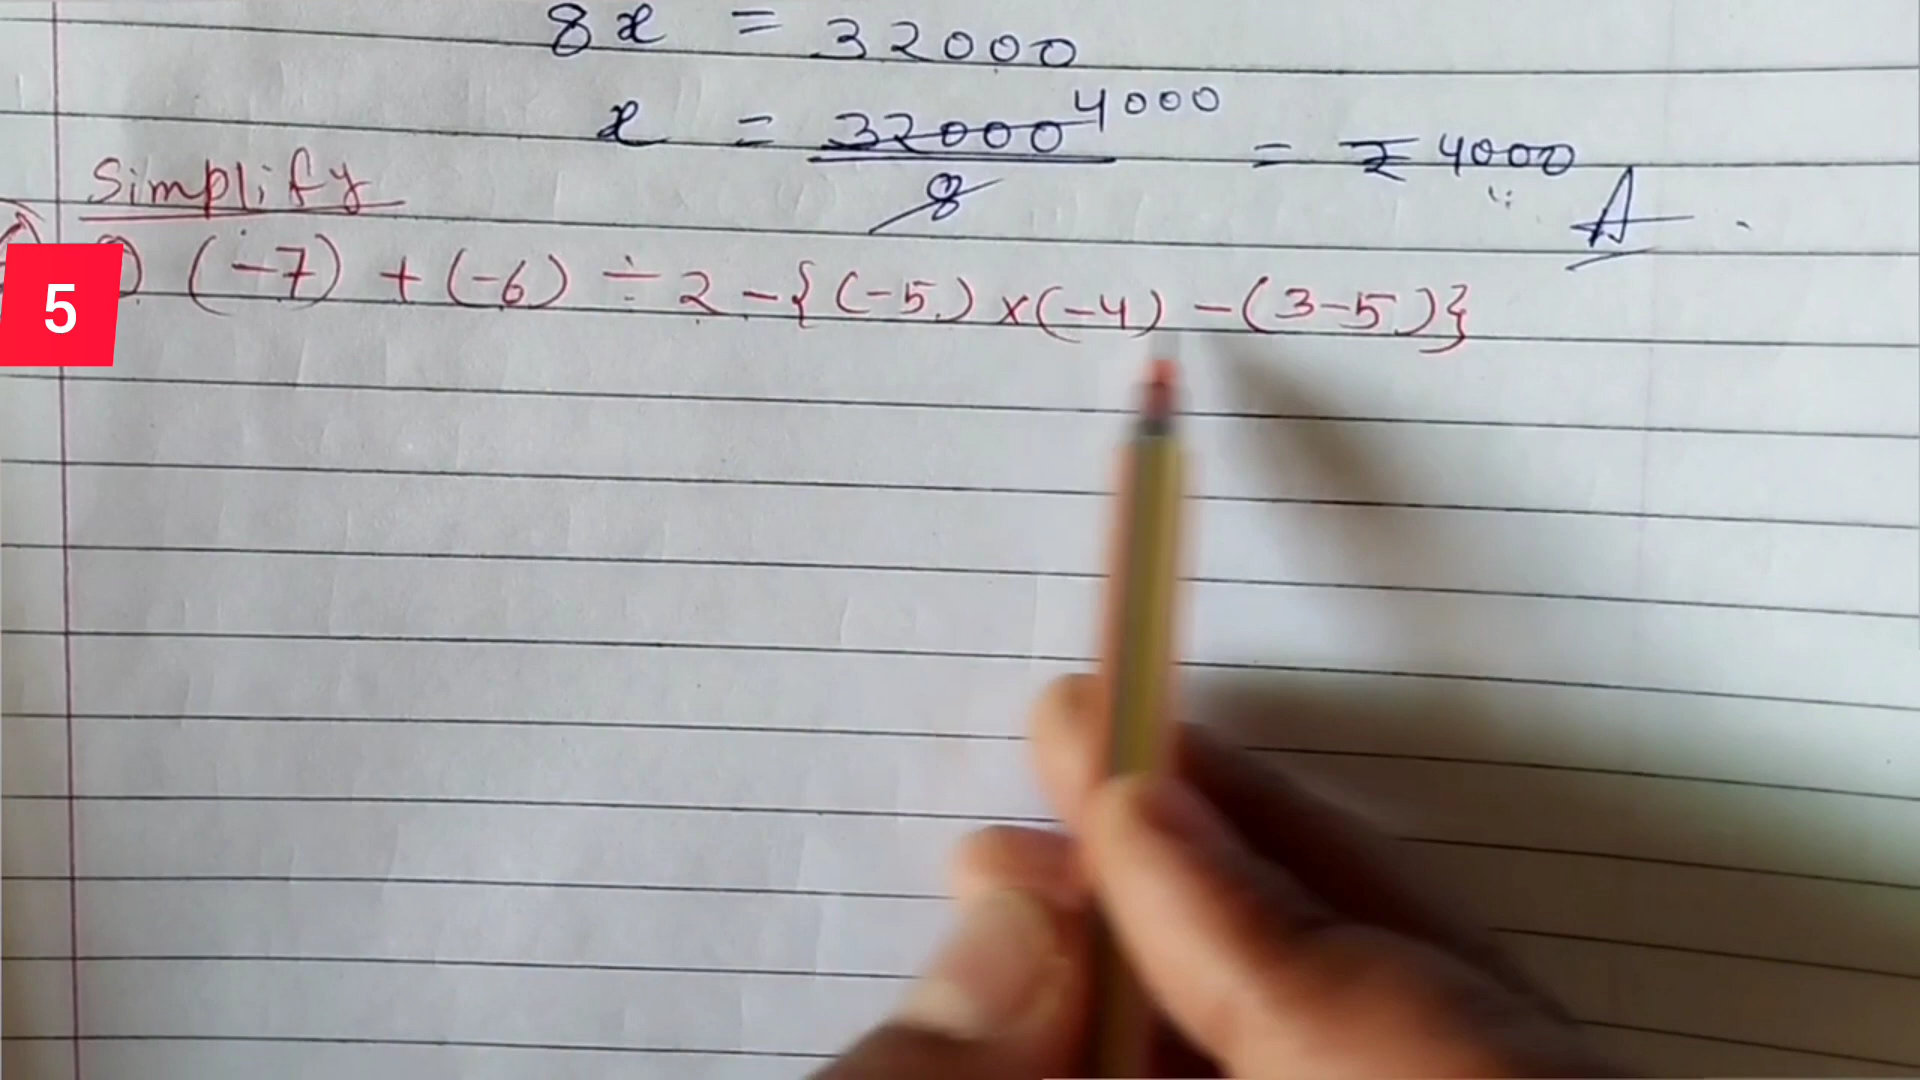 8x = 32000
x = 32000/8 4000 = ₹ 4000 A
Simplify
5 (-7) + (-6) ÷ 2 - {(-5) × (-4) - (3-5)}